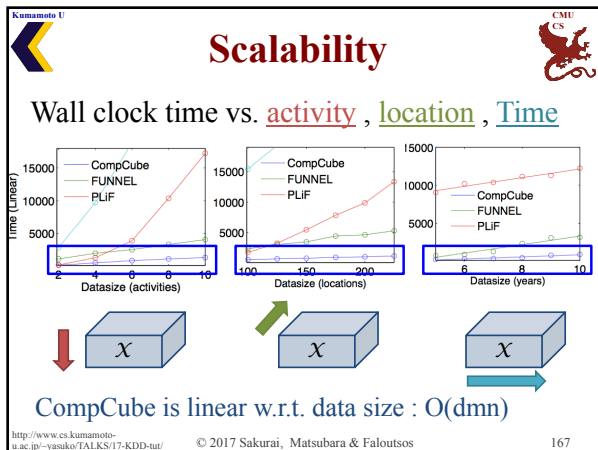 Kumamoto U
CMU
CS
Scalability
Wall clock time vs. activity , location , Time
Time (Linear)
15000
10000
5000
CompCube
FUNNEL
PLiF
2 4 6 8 10
Datasize (activities)
15000
10000
5000
CompCube
FUNNEL
PLiF
100 150 200
Datasize (locations)
15000
10000
5000
CompCube
FUNNEL
PLiF
6 8 10
Datasize (years)
X
X
X
CompCube is linear w.r.t. data size : O(dmn)
http://www.cs.kumamoto-
u.ac.jp/~yasuko/TALKS/17-KDD-tut/
© 2017 Sakurai, Matsubara & Faloutsos
167